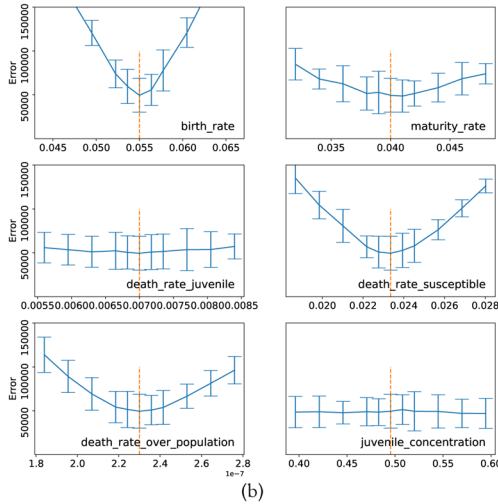 Error
50000 100000 150000
birth_rate
0.045 0.050 0.055 0.060 0.065
maturity_rate
0.035 0.040 0.045
Error
50000 100000 150000
death_rate_juvenile
0.00550.00600.00650.00700.00750.00800.0085
death_rate_susceptible
0.020 0.022 0.024 0.026 0.028
Error
50000 100000 150000
death_rate_over_population
1.8 2.0 2.2 2.4 2.6 2.8
1e−7
juvenile_concentration
0.40 0.45 0.50 0.55 0.60
(b)